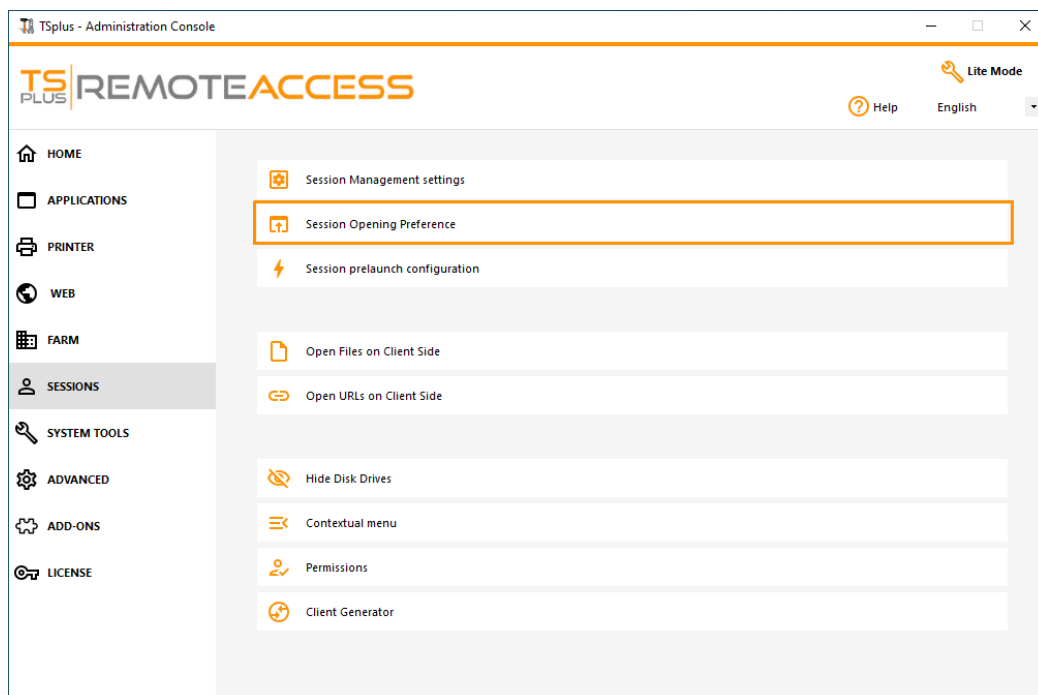 TSplus - Administration Console
TS PLUS REMOTEACCESS
Lite Mode
Help
English
HOME
APPLICATIONS
PRINTER
WEB
FARM
SESSIONS
SYSTEM TOOLS
ADVANCED
ADD-ONS
LICENSE
Session Management settings
Session Opening Preference
Session prelaunch configuration
Open Files on Client Side
Open URLs on Client Side
Hide Disk Drives
Contextual menu
Permissions
Client Generator